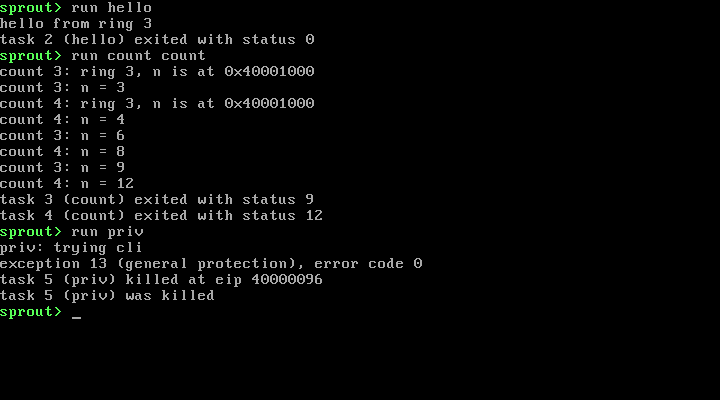 sprout> run hello
hello from ring 3
task 2 (hello) exited with status 0
sprout> run count count
count 3: ring 3, n is at 0x40001000
count 3: n = 3
count 4: ring 3, n is at 0x40001000
count 4: n = 4
count 3: n = 6
count 4: n = 8
count 3: n = 9
count 4: n = 12
task 3 (count) exited with status 9
task 4 (count) exited with status 12
sprout> run priv
priv: trying cli
exception 13 (general protection), error code 0
task 5 (priv) killed at eip 40000096
task 5 (priv) was killed
sprout> _